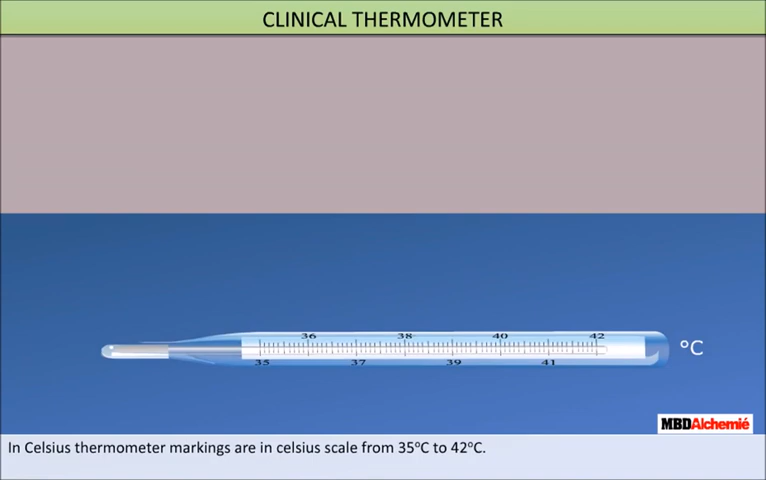 CLINICAL THERMOMETER
36 38 40 42
°C
35 37 39 41
MBDAlchemié
In Celsius thermometer markings are in celsius scale from 35°C to 42°C.